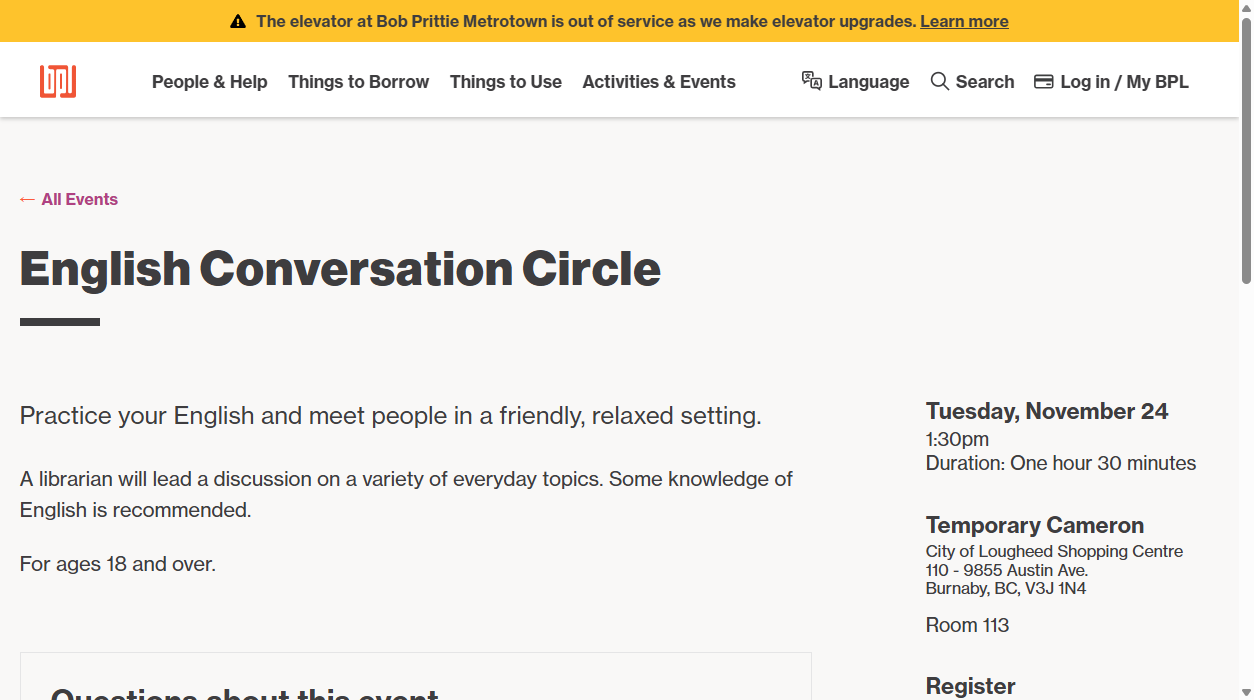 The elevator at Bob Prittie Metrotown is out of service as we make elevator upgrades. Learn more
People & Help Things to Borrow Things to Use Activities & Events Language Search Log in / My BPL
← All Events
English Conversation Circle
Practice your English and meet people in a friendly, relaxed setting.
A librarian will lead a discussion on a variety of everyday topics. Some knowledge of
English is recommended.
For ages 18 and over.
Questions about this event
Tuesday, November 24
1:30pm
Duration: One hour 30 minutes
Temporary Cameron
City of Lougheed Shopping Centre
110 - 9855 Austin Ave.
Burnaby, BC, V3J 1N4
Room 113
Register